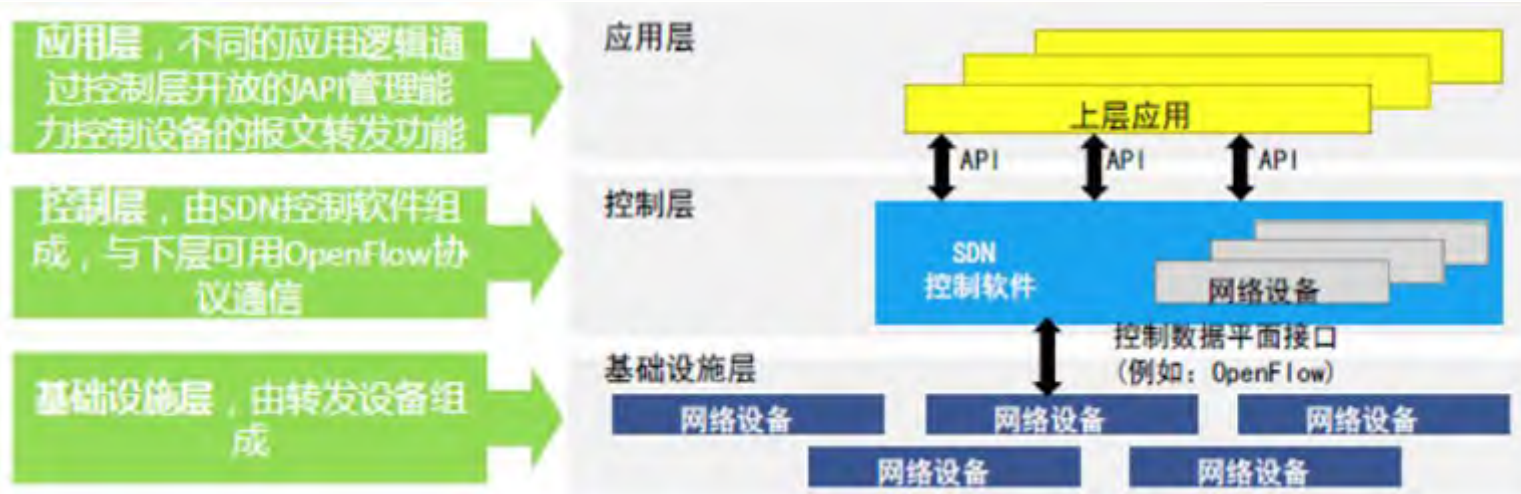 应用层，不同的应用逻辑通
过控制层开放的API管理能
力控制设备的报文转发功能
应用层
上层应用
API
API
API
控制层，由SDN控制软件组
成，与下层可用OpenFlow协
议通信
控制层
SDN
控制软件
网络设备
控制数据平面接口
(例如：OpenFlow)
基础设施层，由转发设备组
成
基础设施层
网络设备
网络设备
网络设备
网络设备
网络设备